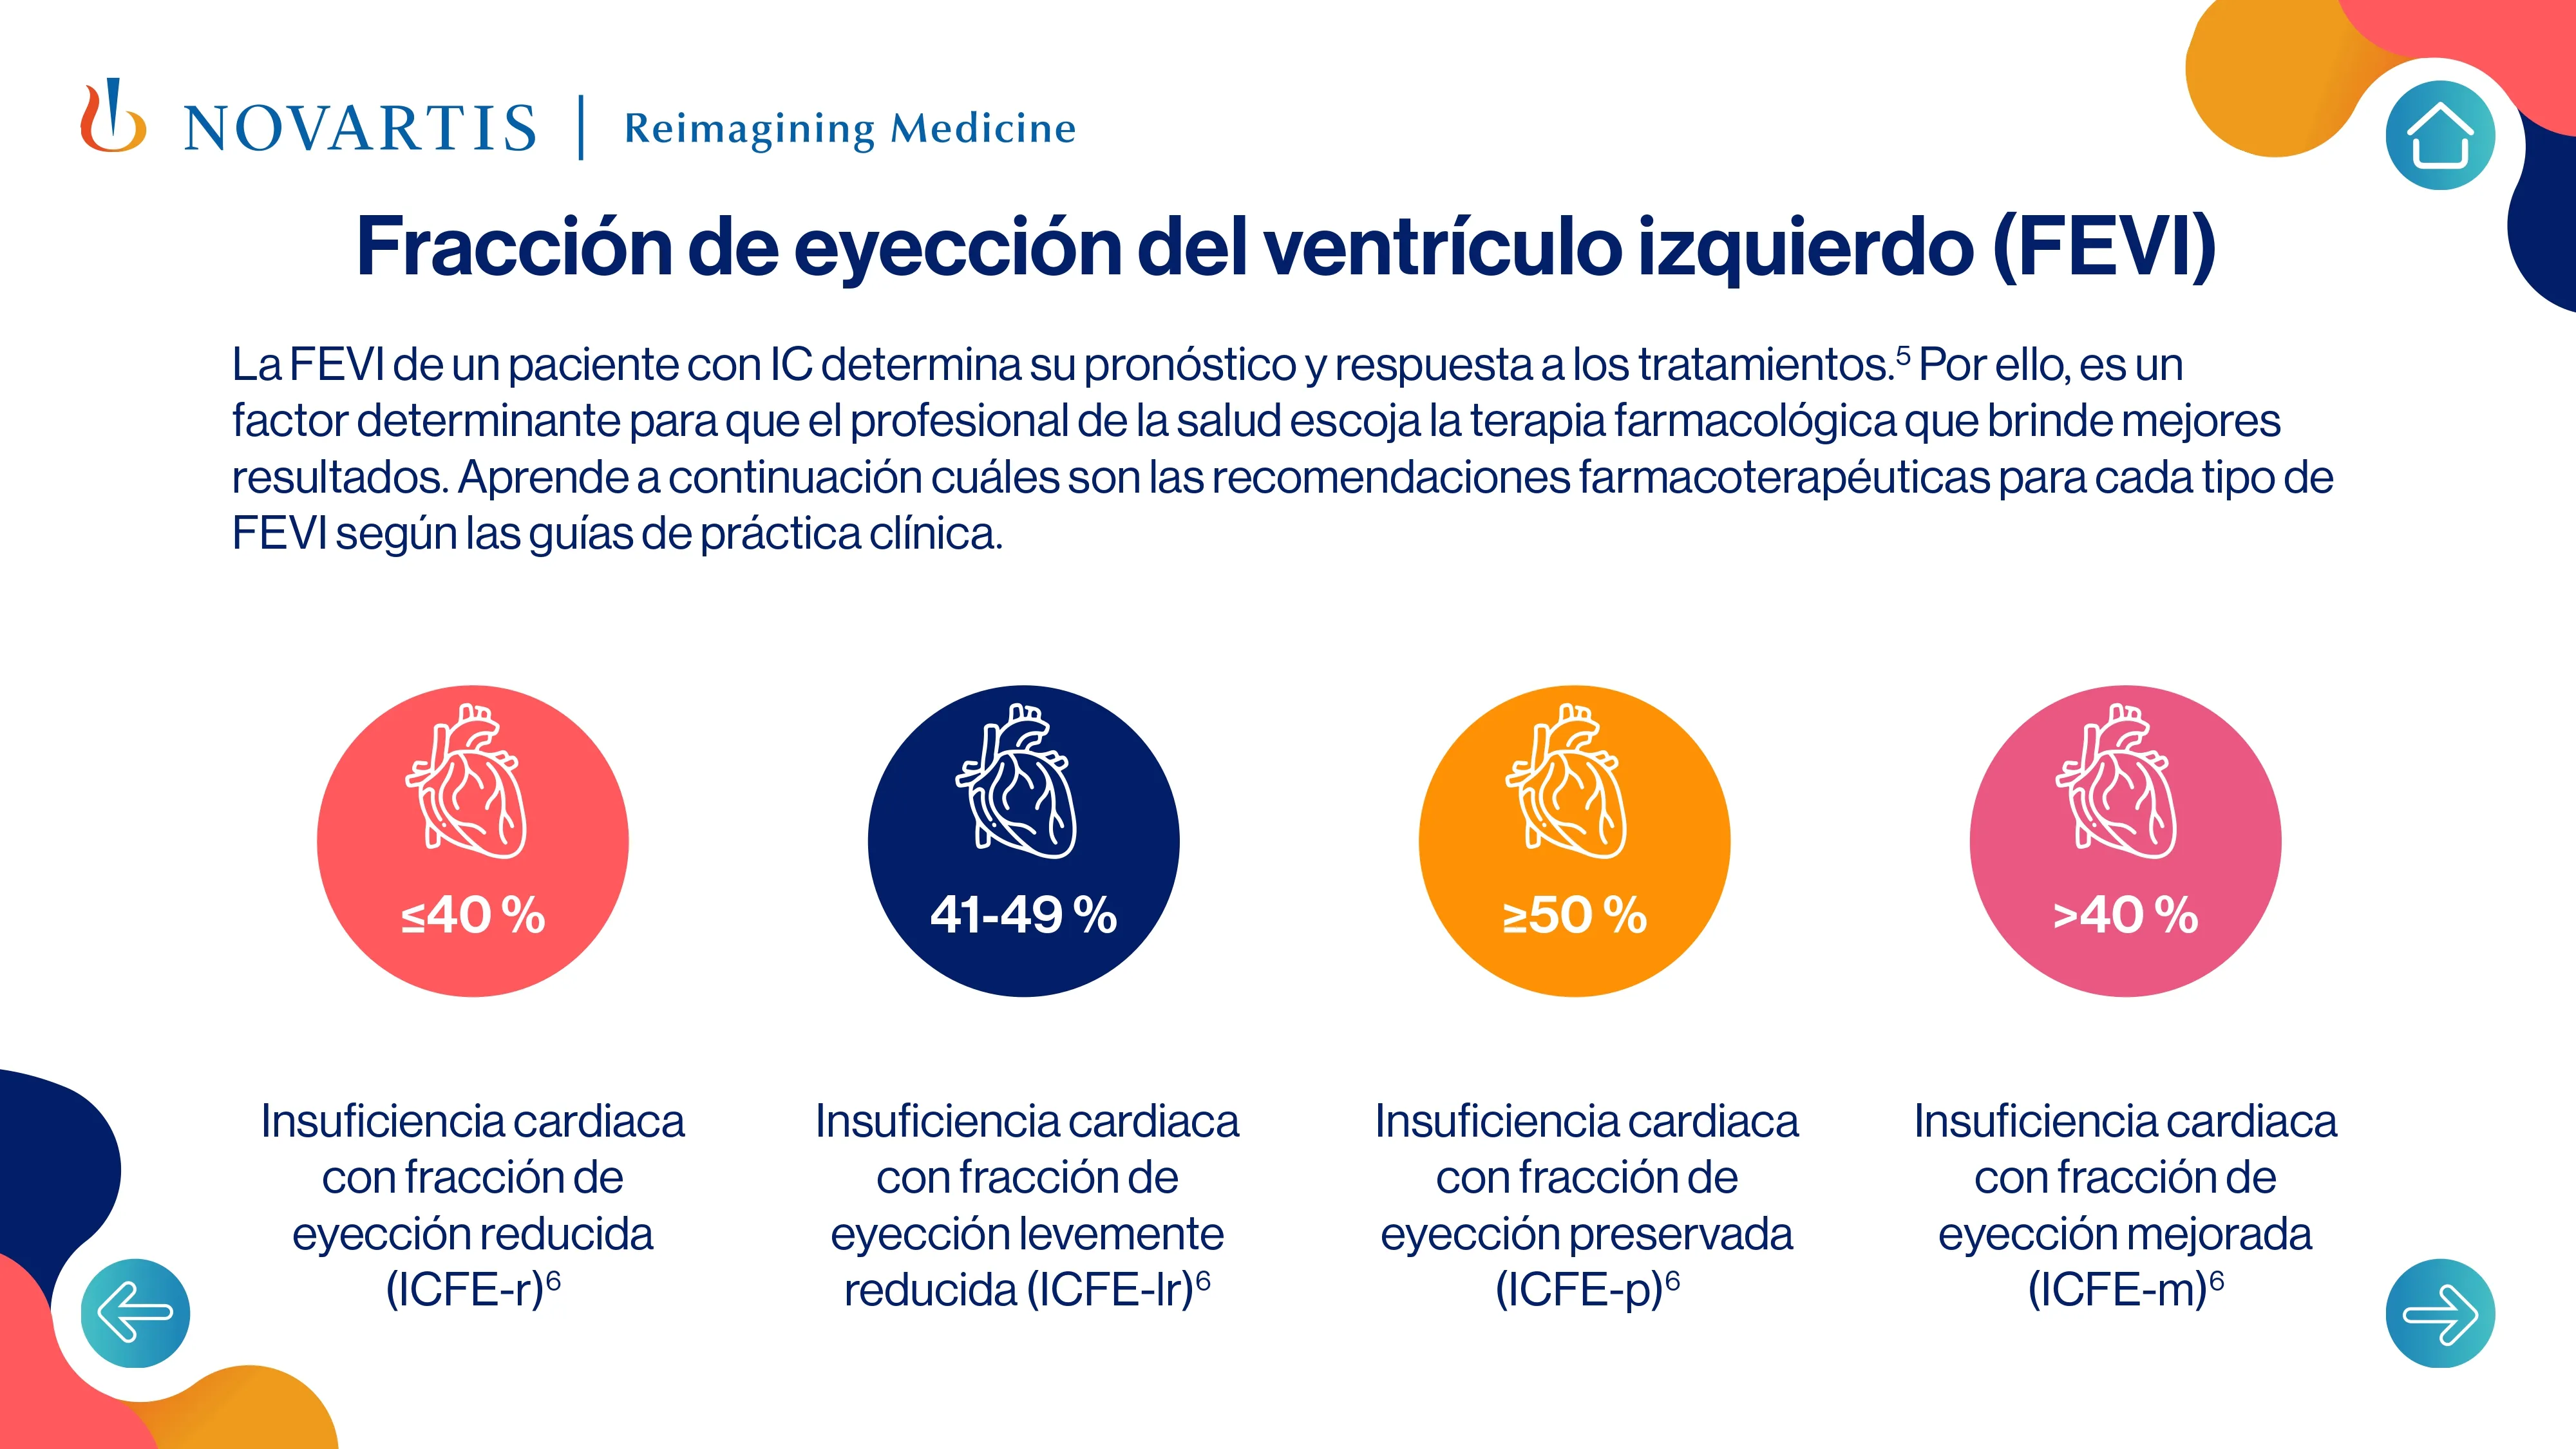 NOVARTIS | Reimagining Medicine
Fracción de eyección del ventrículo izquierdo (FEVI)
La FEVI de un paciente con IC determina su pronóstico y respuesta a los tratamientos.⁵ Por ello, es un
factor determinante para que el profesional de la salud escoja la terapia farmacológica que brinde mejores
resultados. Aprende a continuación cuáles son las recomendaciones farmacoterapéuticas para cada tipo de
FEVI según las guías de práctica clínica.
≤40 %
Insuficiencia cardiaca
con fracción de
eyección reducida
(ICFE-r)⁶
41-49 %
Insuficiencia cardiaca
con fracción de
eyección levemente
reducida (ICFE-lr)⁶
≥50 %
Insuficiencia cardiaca
con fracción de
eyección preservada
(ICFE-p)⁶
>40 %
Insuficiencia cardiaca
con fracción de
eyección mejorada
(ICFE-m)⁶